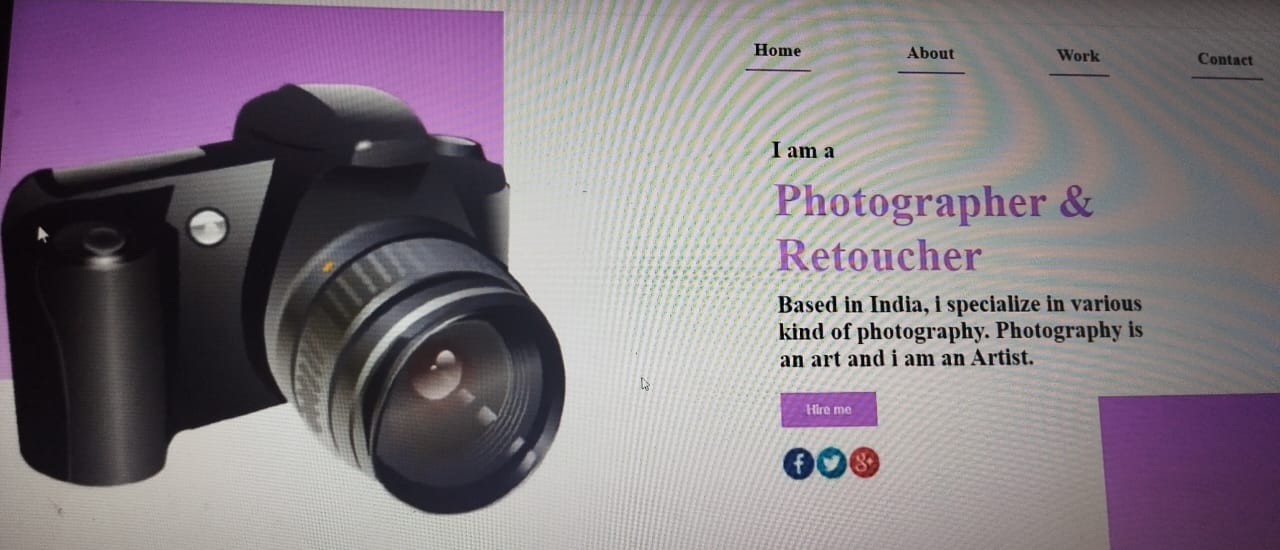 Home About Work Contact
I am a
Photographer &
Retoucher
Based in India, i specialize in various
kind of photography. Photography is
an art and i am an Artist.
Hire me
f g+